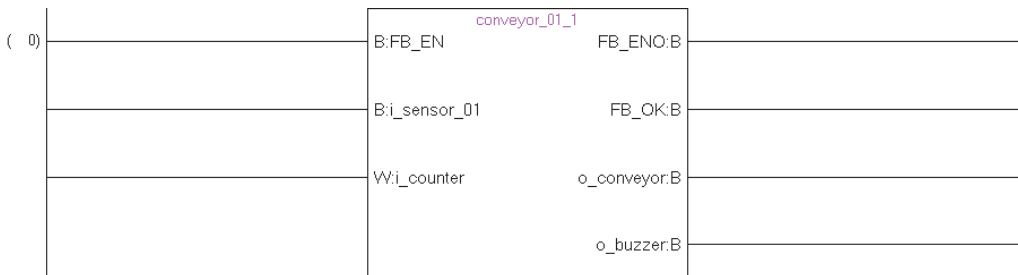 conveyor_01_1
( 0) B:FB_EN FB_ENO:B
B:i_sensor_01 FB_OK:B
W:i_counter o_conveyor:B
o_buzzer:B